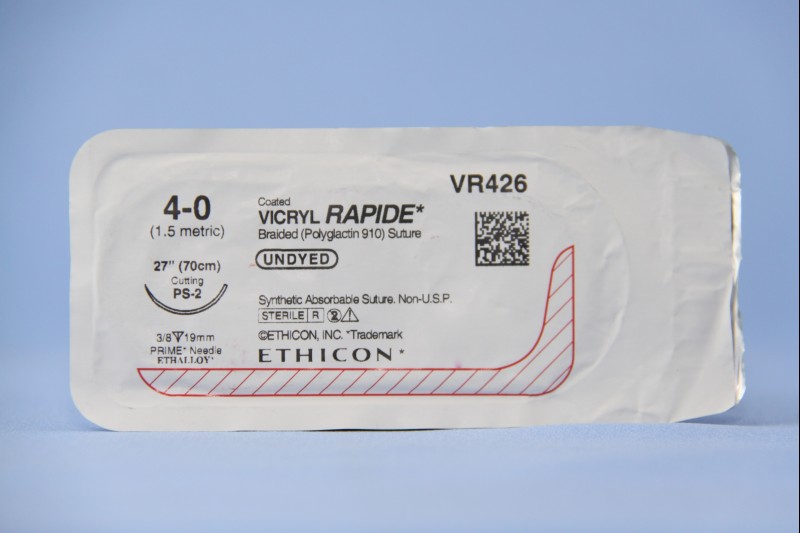 VR426
4-0
(1.5 metric)
27" (70cm)
Cutting
PS-2
3/8 19mm
PRIME* Needle
ETHALLOY*
Coated
VICRYL RAPIDE*
Braided (Polyglactin 910) Suture
UNDYED
Synthetic Absorbable Suture. Non-U.S.P.
STERILE R 2
©ETHICON, INC. *Trademark
ETHICON*